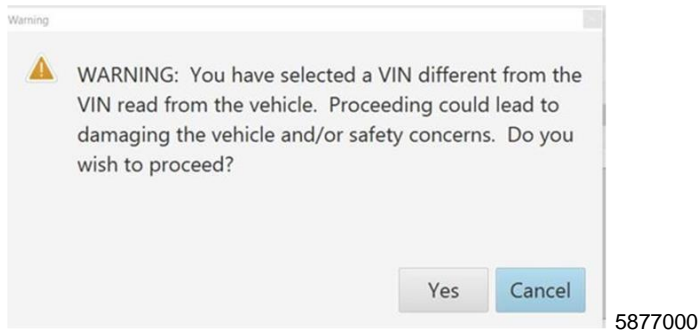 Warning
WARNING: You have selected a VIN different from the
VIN read from the vehicle. Proceeding could lead to
damaging the vehicle and/or safety concerns. Do you
wish to proceed?
Yes Cancel
5877000